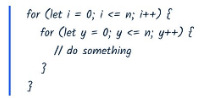 for (let i = 0; i <= n; i++) {
for (let y = 0; y <= n; y++) {
// do something
}
}